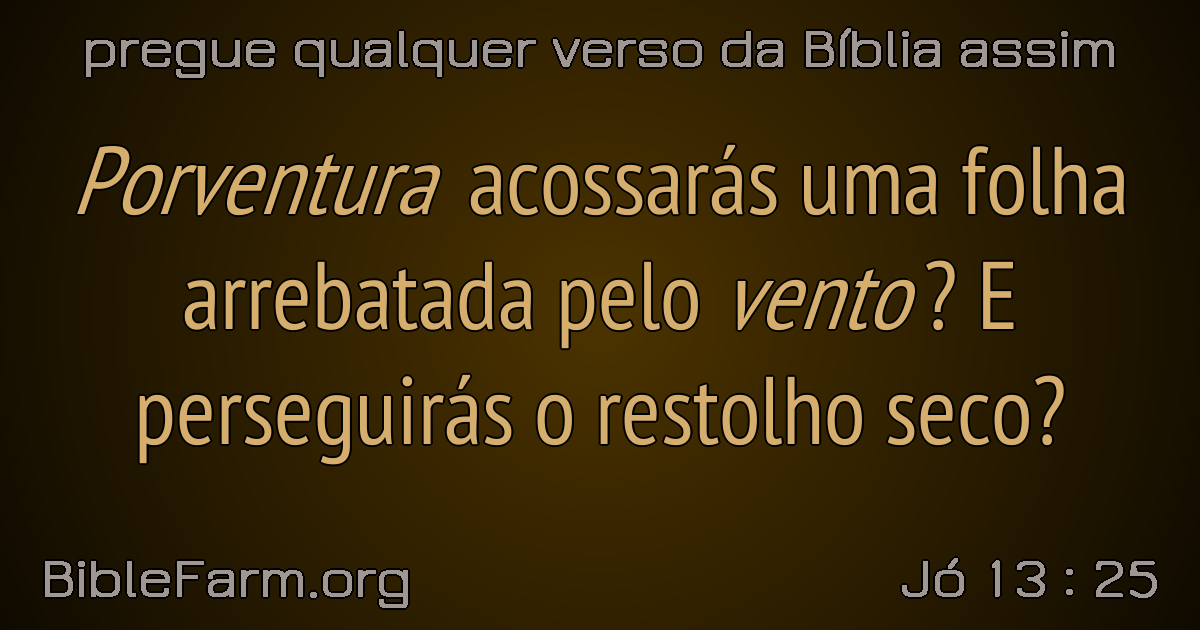 pregue qualquer verso da Bíblia assim
Porventura acossarás uma folha
arrebatada pelo vento? E
perseguirás o restolho seco?
BibleFarm.org
Jó 13 : 25